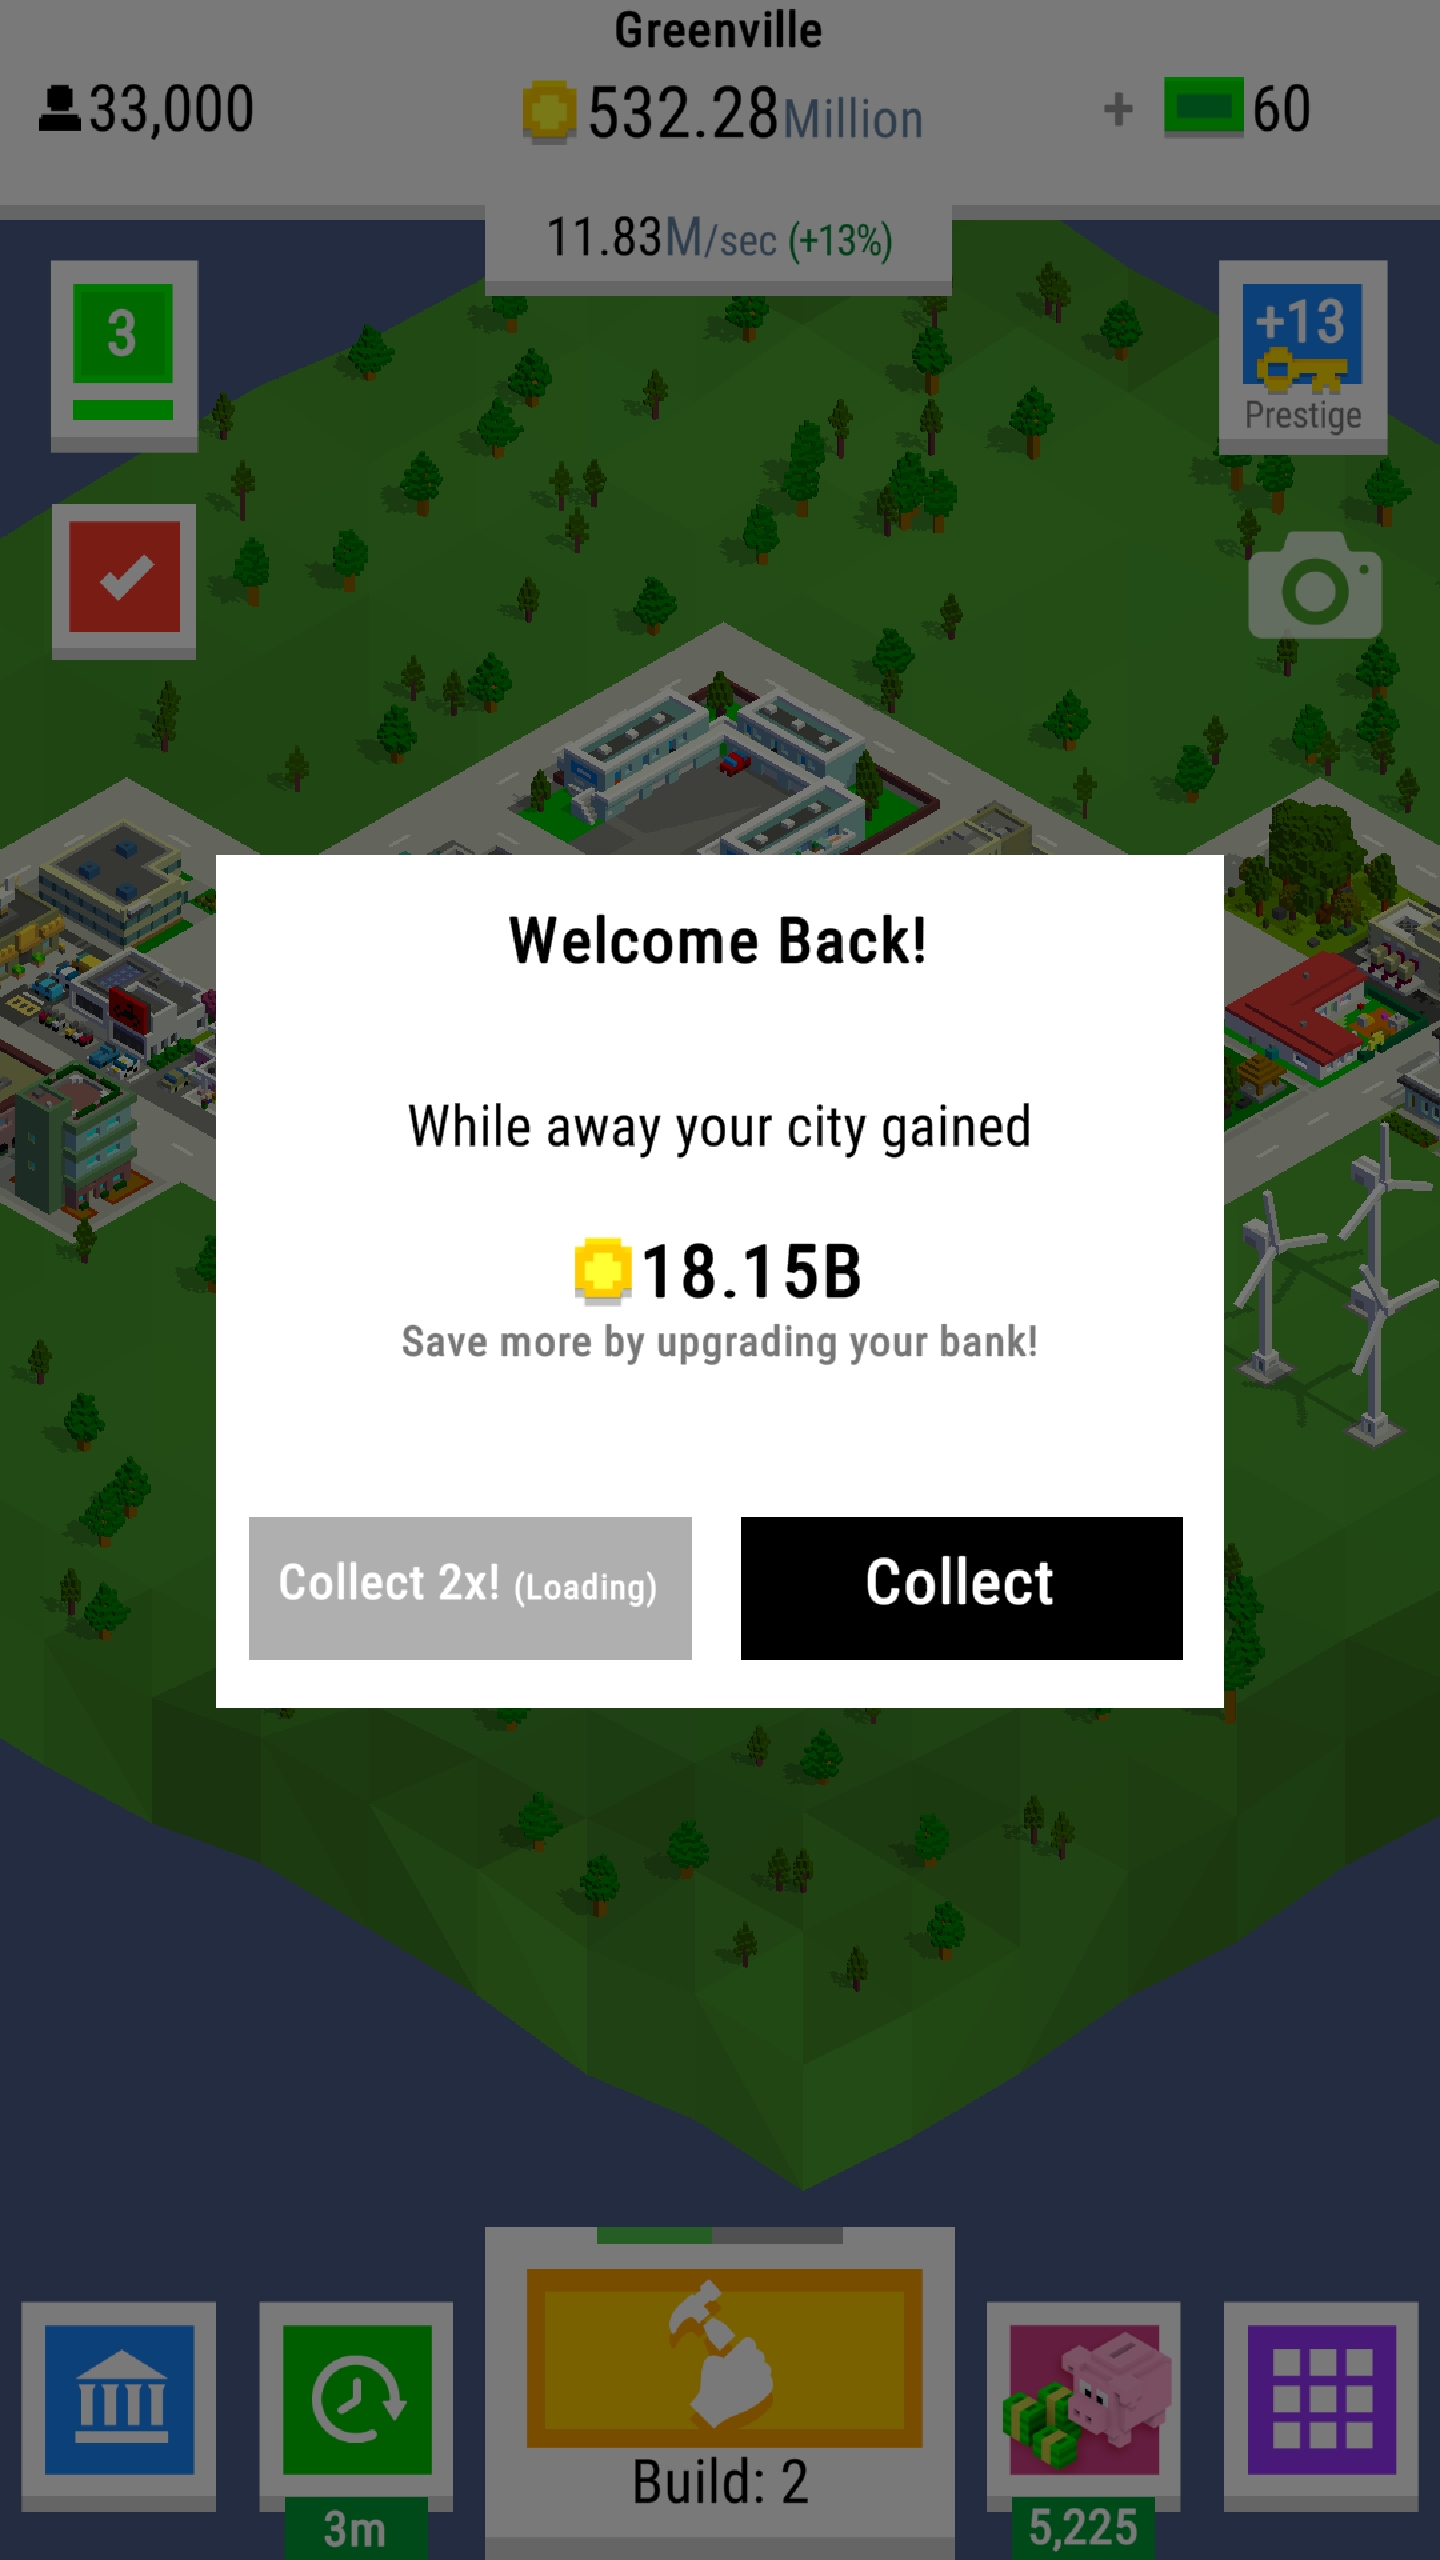 Greenville
33,000
532.28Million
+ 60
11.83M/sec (+13%)
3
+13
Prestige
Welcome Back!
While away your city gained
18.15B
Save more by upgrading your bank!
Collect 2x! (Loading)
Collect
Build: 2
3m
5,225